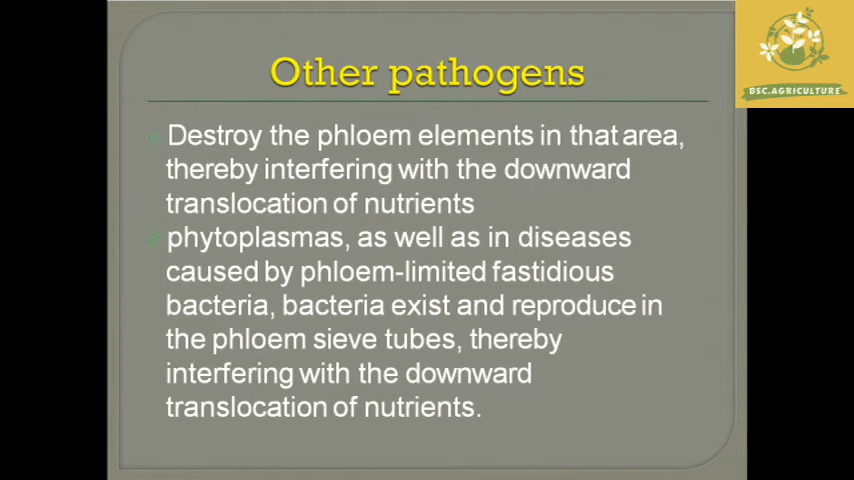 Other pathogens
BSC.AGRICULTURE
Destroy the phloem elements in that area,
thereby interfering with the downward
translocation of nutrients
phytoplasmas, as well as in diseases
caused by phloem-limited fastidious
bacteria, bacteria exist and reproduce in
the phloem sieve tubes, thereby
interfering with the downward
translocation of nutrients.